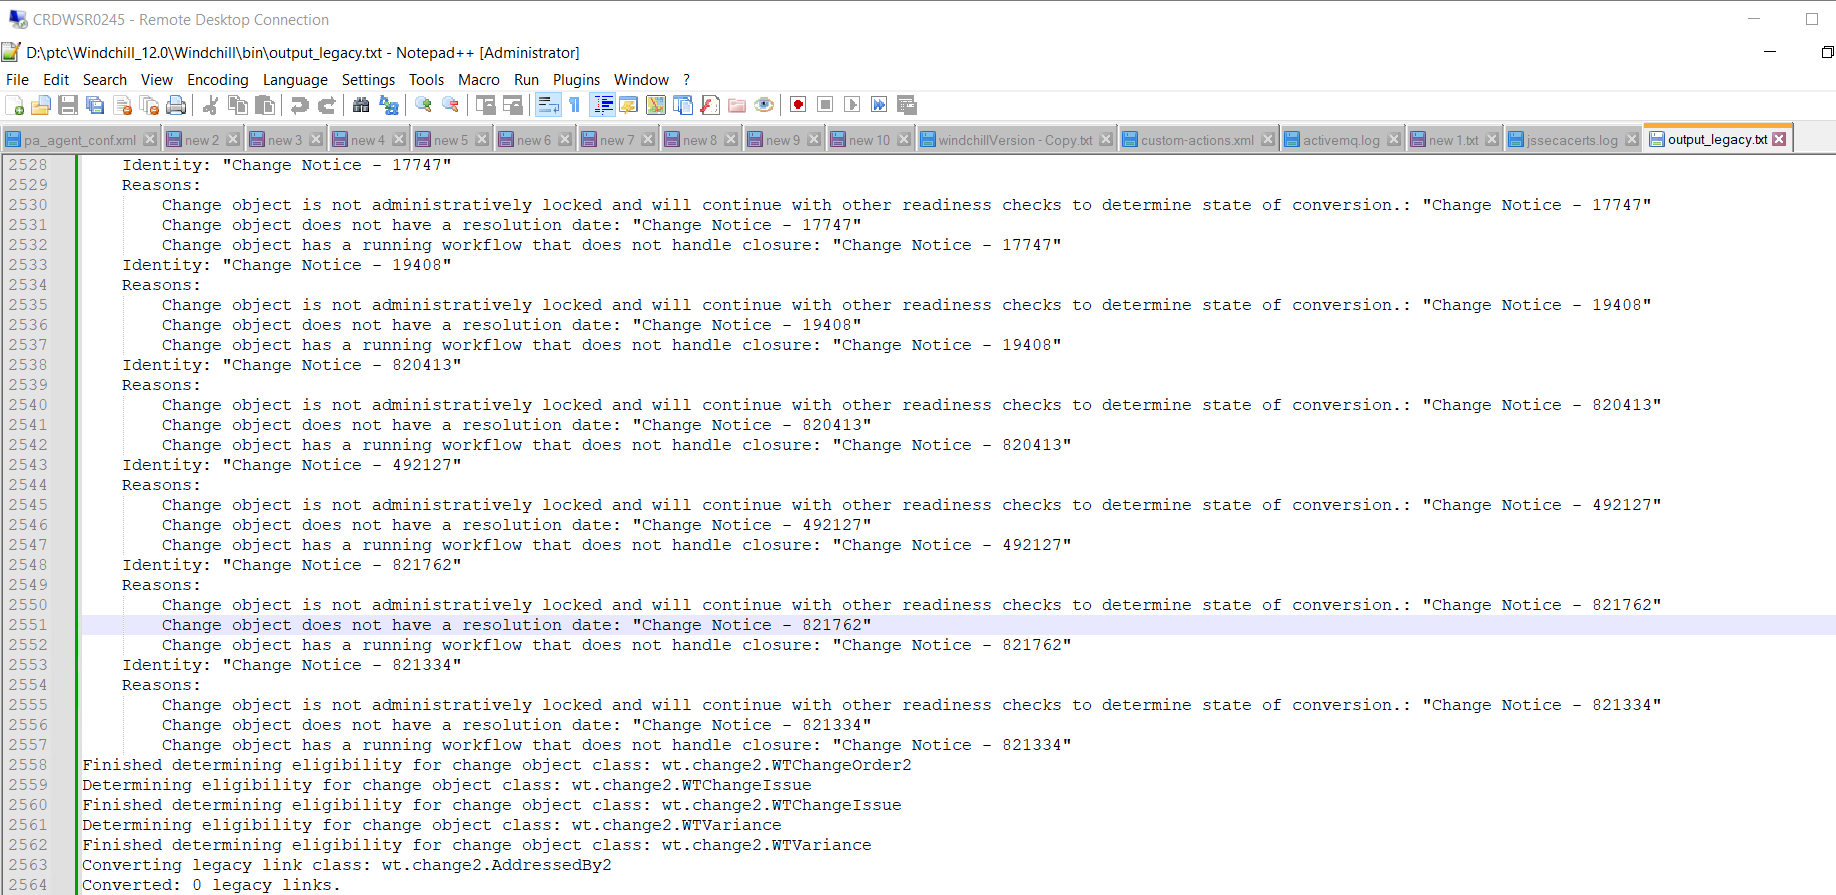 CRDWSR0245 - Remote Desktop Connection
D:\ptc\Windchill_12.0\Windchill\bin\output_legacy.txt - Notepad++ [Administrator]
File Edit Search View Encoding Language Settings Tools Macro Run Plugins Window ?
pa_agent_conf.xml new 2 new 3 new 4 new 5 new 6 new 7 new 8 new 9 new 10 windchillVersion - Copy.txt custom-actions.xml activemq.log new 1.txt jssecacerts.log output_legacy.txt
2528 Identity: "Change Notice - 17747"
2529 Reasons:
2530 Change object is not administratively locked and will continue with other readiness checks to determine state of conversion.: "Change Notice - 17747"
2531 Change object does not have a resolution date: "Change Notice - 17747"
2532 Change object has a running workflow that does not handle closure: "Change Notice - 17747"
2533 Identity: "Change Notice - 19408"
2534 Reasons:
2535 Change object is not administratively locked and will continue with other readiness checks to determine state of conversion.: "Change Notice - 19408"
2536 Change object does not have a resolution date: "Change Notice - 19408"
2537 Change object has a running workflow that does not handle closure: "Change Notice - 19408"
2538 Identity: "Change Notice - 820413"
2539 Reasons:
2540 Change object is not administratively locked and will continue with other readiness checks to determine state of conversion.: "Change Notice - 820413"
2541 Change object does not have a resolution date: "Change Notice - 820413"
2542 Change object has a running workflow that does not handle closure: "Change Notice - 820413"
2543 Identity: "Change Notice - 492127"
2544 Reasons:
2545 Change object is not administratively locked and will continue with other readiness checks to determine state of conversion.: "Change Notice - 492127"
2546 Change object does not have a resolution date: "Change Notice - 492127"
2547 Change object has a running workflow that does not handle closure: "Change Notice - 492127"
2548 Identity: "Change Notice - 821762"
2549 Reasons:
2550 Change object is not administratively locked and will continue with other readiness checks to determine state of conversion.: "Change Notice - 821762"
2551 Change object does not have a resolution date: "Change Notice - 821762"
2552 Change object has a running workflow that does not handle closure: "Change Notice - 821762"
2553 Identity: "Change Notice - 821334"
2554 Reasons:
2555 Change object is not administratively locked and will continue with other readiness checks to determine state of conversion.: "Change Notice - 821334"
2556 Change object does not have a resolution date: "Change Notice - 821334"
2557 Change object has a running workflow that does not handle closure: "Change Notice - 821334"
2558 Finished determining eligibility for change object class: wt.change2.WTChangeOrder2
2559 Determining eligibility for change object class: wt.change2.WTChangeIssue
2560 Finished determining eligibility for change object class: wt.change2.WTChangeIssue
2561 Determining eligibility for change object class: wt.change2.WTVariance
2562 Finished determining eligibility for change object class: wt.change2.WTVariance
2563 Converting legacy link class: wt.change2.AddressedBy2
2564 Converted: 0 legacy links.